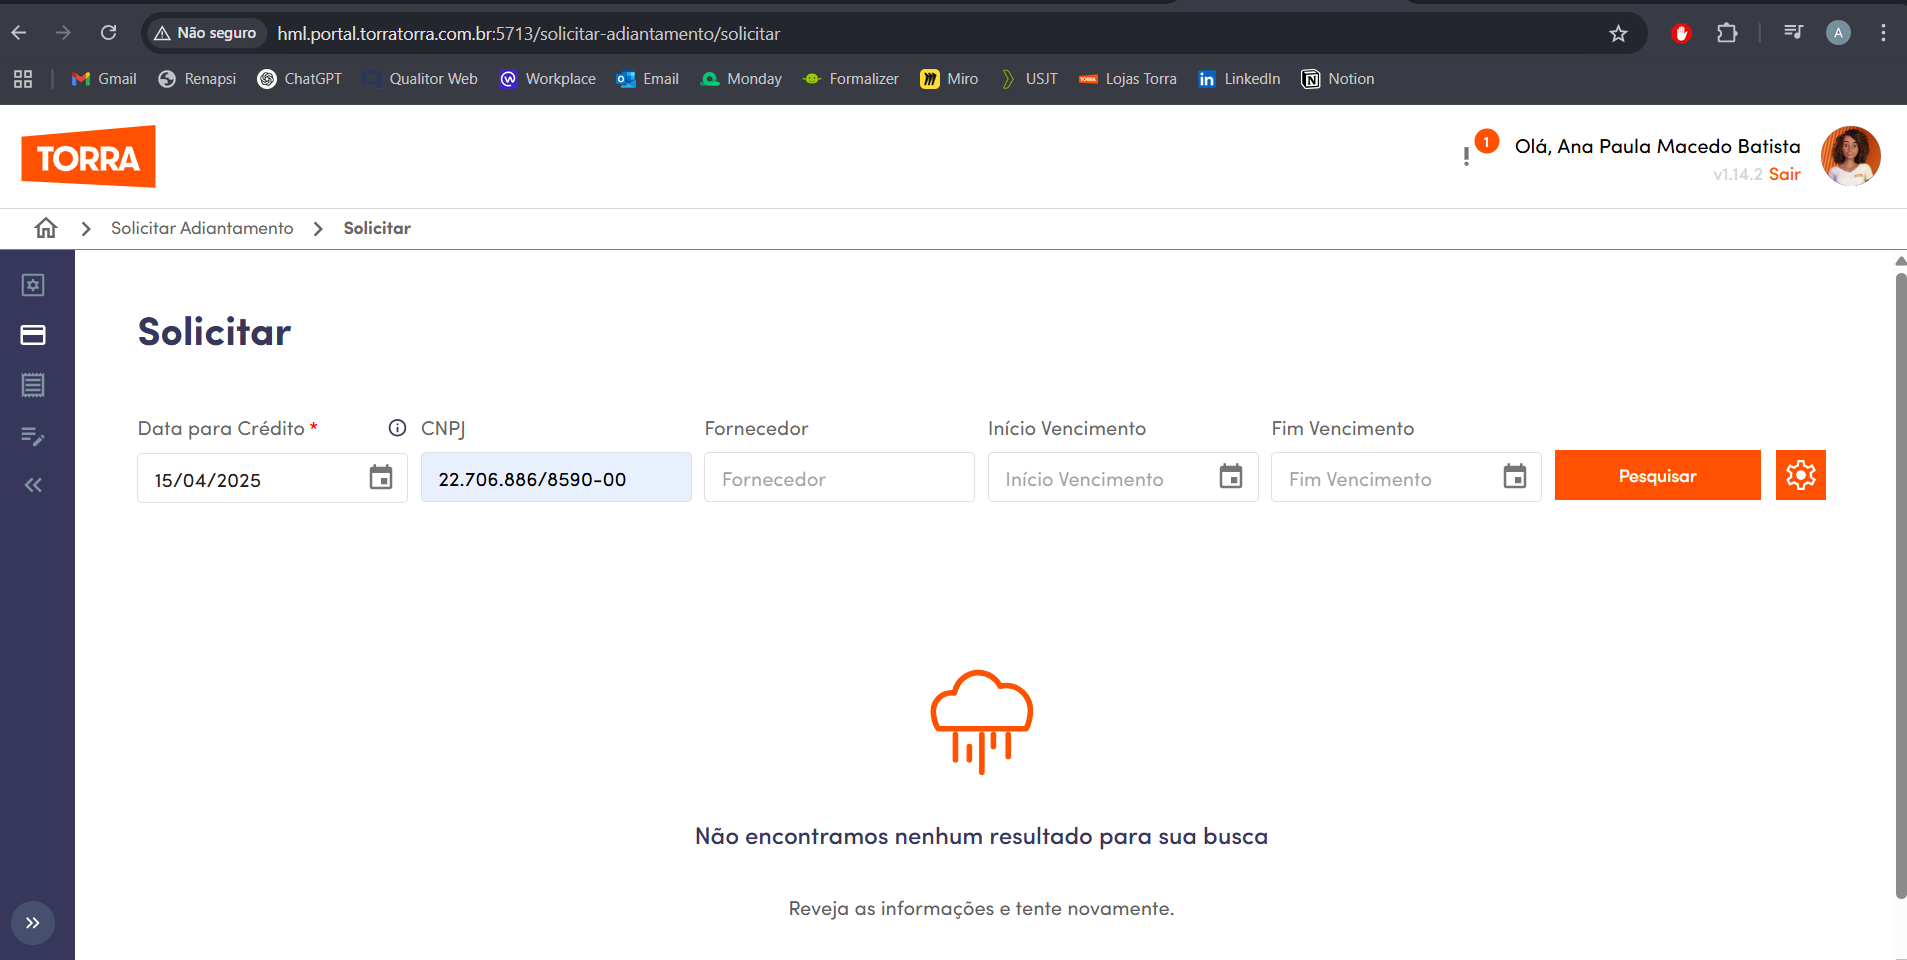 Não seguro
hml.portal.torratorra.com.br:5713/solicitar-adiantamento/solicitar
A
Gmail
Renapsi
ChatGPT
Qualitor Web
Workplace
Email
Monday
Formalizer
Miro
USJT
Lojas Torra
LinkedIn
Notion
TORRA
1
Olá, Ana Paula Macedo Batista
v1.14.2 Sair
Solicitar Adiantamento
Solicitar
Solicitar
Data para Crédito *
CNPJ
Fornecedor
Início Vencimento
Fim Vencimento
15/04/2025
22.706.886/8590-00
Fornecedor
Início Vencimento
Fim Vencimento
Pesquisar
Não encontramos nenhum resultado para sua busca
Reveja as informações e tente novamente.